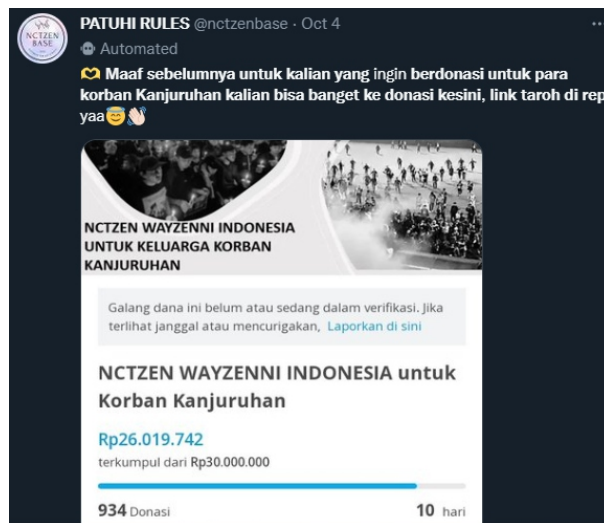 PATUHI RULES @nctzenbase · Oct 4
Automated
NCTZEN
BASE
🫶 Maaf sebelumnya untuk kalian yang ingin berdonasi untuk para
korban Kanjuruhan kalian bisa banget ke donasi kesini, link taroh di rep
yaa😇👋🏻
NCTZEN WAYZENNI INDONESIA
UNTUK KELUARGA KORBAN
KANJURUHAN
Galang dana ini belum atau sedang dalam verifikasi. Jika
terlihat janggal atau mencurigakan, Laporkan di sini
NCTZEN WAYZENNI INDONESIA untuk
Korban Kanjuruhan
Rp26.019.742
terkumpul dari Rp30.000.000
934 Donasi 10 hari